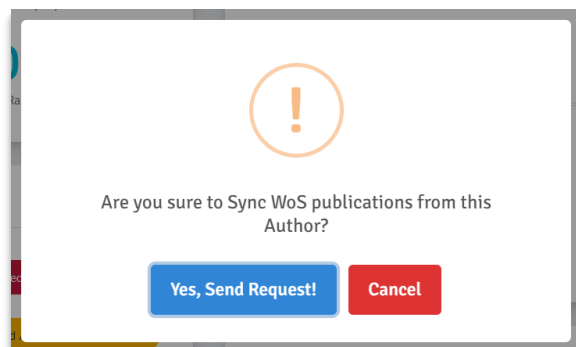 !
Are you sure to Sync WoS publications from this
Author?
Yes, Send Request!
Cancel